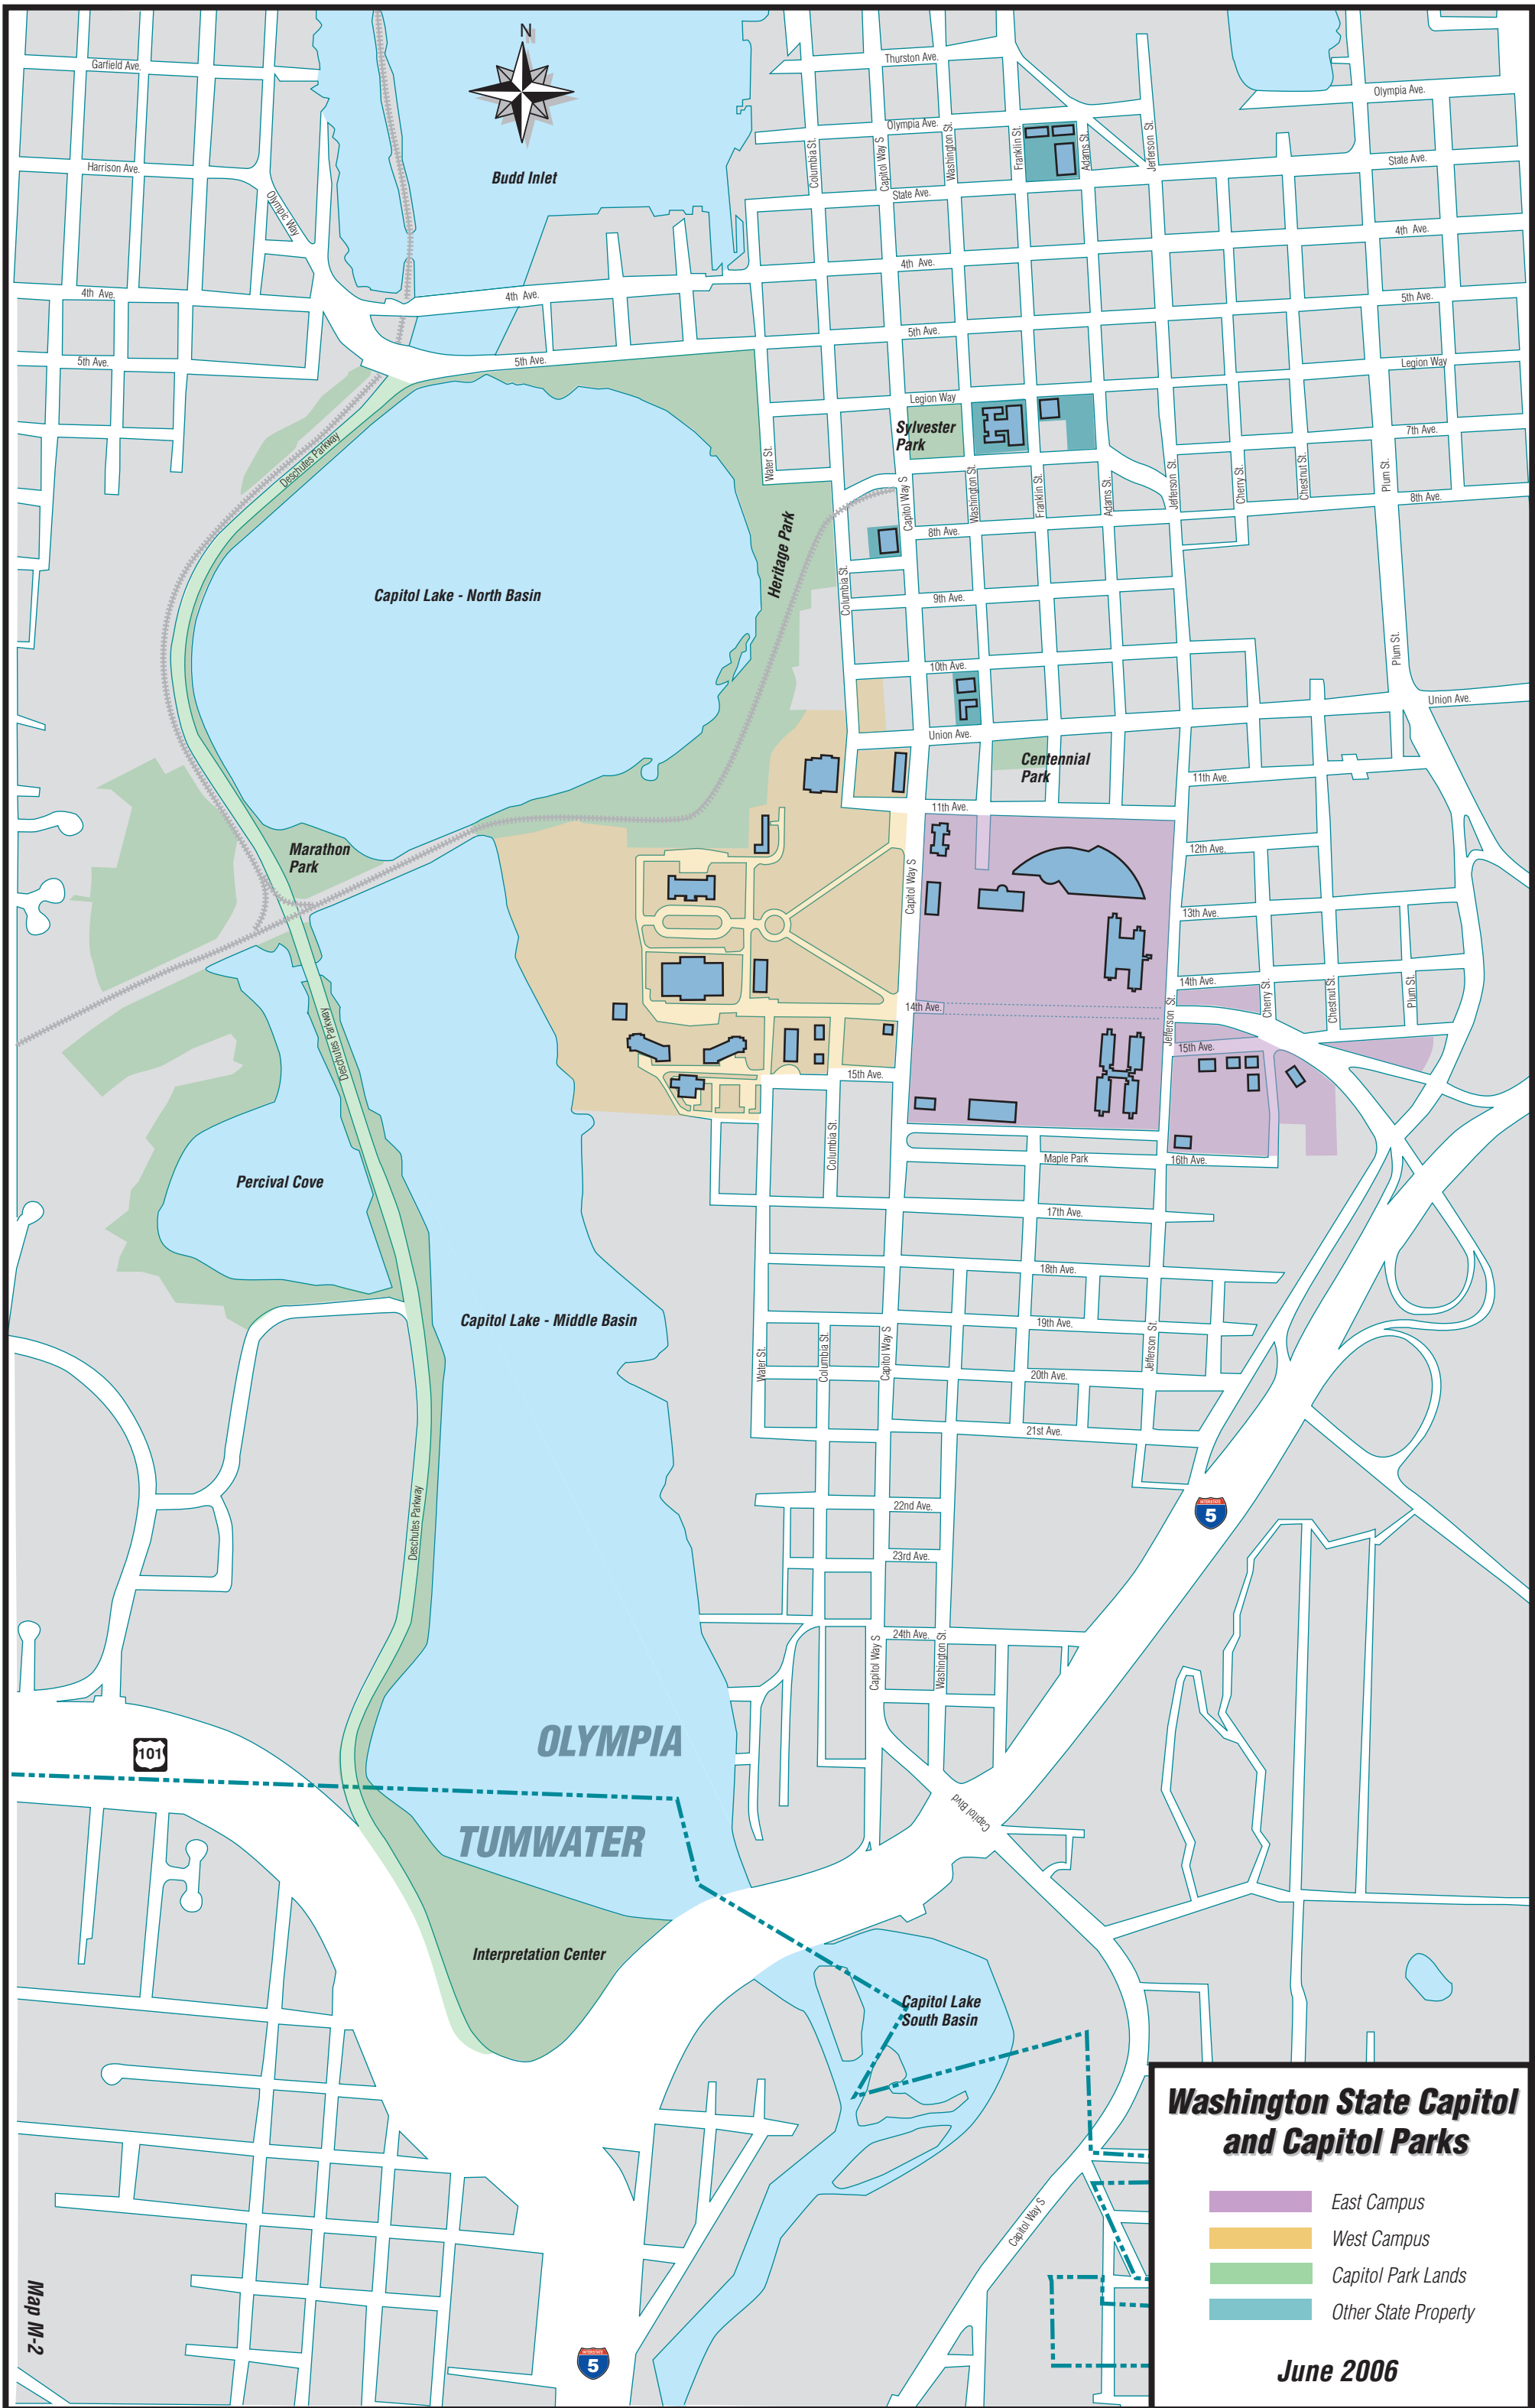 N
Garfield Ave.
Thurston Ave.
Olympia Ave.
Olympia Ave.
Columbia St.
Capitol Way S
Washington St.
Franklin St.
Adams St.
Jefferson St.
Harrison Ave.
State Ave.
Budd Inlet
State Ave.
Olympic Way
4th Ave.
4th Ave.
4th Ave.
4th Ave.
5th Ave.
5th Ave.
5th Ave.
5th Ave.
Legion Way
Legion Way
Sylvester
Park
7th Ave.
Deschutes Parkway
Water St.
Capitol Way S
Washington St.
Franklin St.
Adams St.
Jefferson St.
Cherry St.
Chestnut St.
Plum St.
8th Ave.
8th Ave.
Heritage Park
Capitol Lake - North Basin
Columbia St.
9th Ave.
Plum St.
10th Ave.
Union Ave.
Union Ave.
Centennial
Park
11th Ave.
11th Ave.
Marathon
Park
12th Ave.
Capitol Way S
13th Ave.
14th Ave.
Cherry St.
Chestnut St.
Plum St.
14th Ave.
Jefferson St.
Deschutes Parkway
15th Ave.
15th Ave.
Columbia St.
Maple Park
16th Ave.
Percival Cove
17th Ave.
18th Ave.
Capitol Lake - Middle Basin
19th Ave.
Water St.
Columbia St.
Capitol Way S
Jefferson St.
20th Ave.
21st Ave.
Deschutes Parkway
22nd Ave.
INTERSTATE
5
23rd Ave.
24th Ave.
Capitol Way S
Washington St.
OLYMPIA
101
Capitol Blvd
TUMWATER
Interpretation Center
Capitol Lake
South Basin
Capitol Way S
INTERSTATE
5
Map M-2
Washington State Capitol
and Capitol Parks
East Campus
West Campus
Capitol Park Lands
Other State Property
June 2006